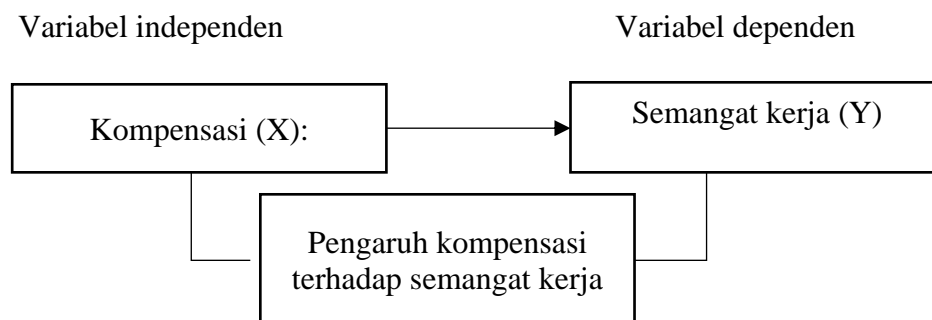 Variabel independen
Variabel dependen
Kompensasi (X):
Semangat kerja (Y)
Pengaruh kompensasi
terhadap semangat kerja